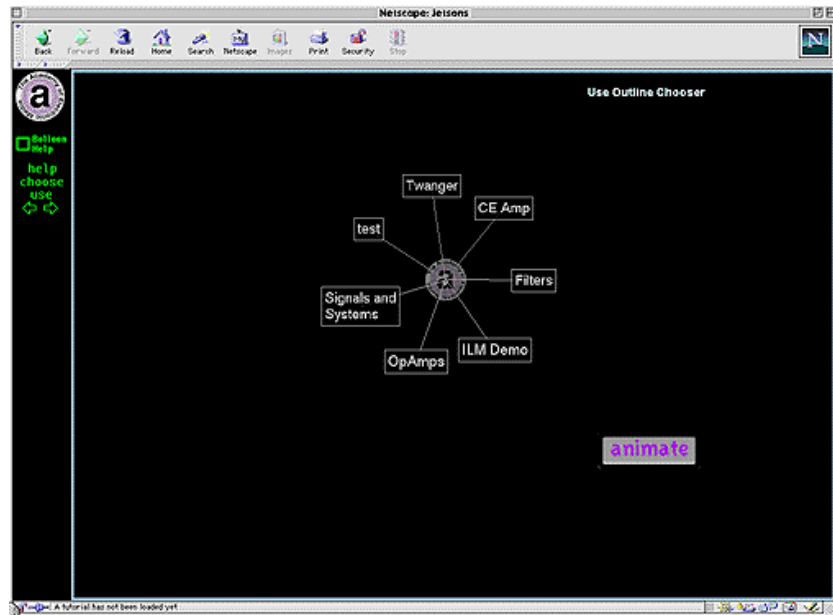 Netscape: Jetsons
Back Forward Reload Home Search Netscape Images Print Security Stop
N
a
Balloon
Help
help
choose
use
Use Outline Chooser
Twanger
CE Amp
test
Filters
Signals and
Systems
ILM Demo
OpAmps
animate
A tutorial has not been loaded yet